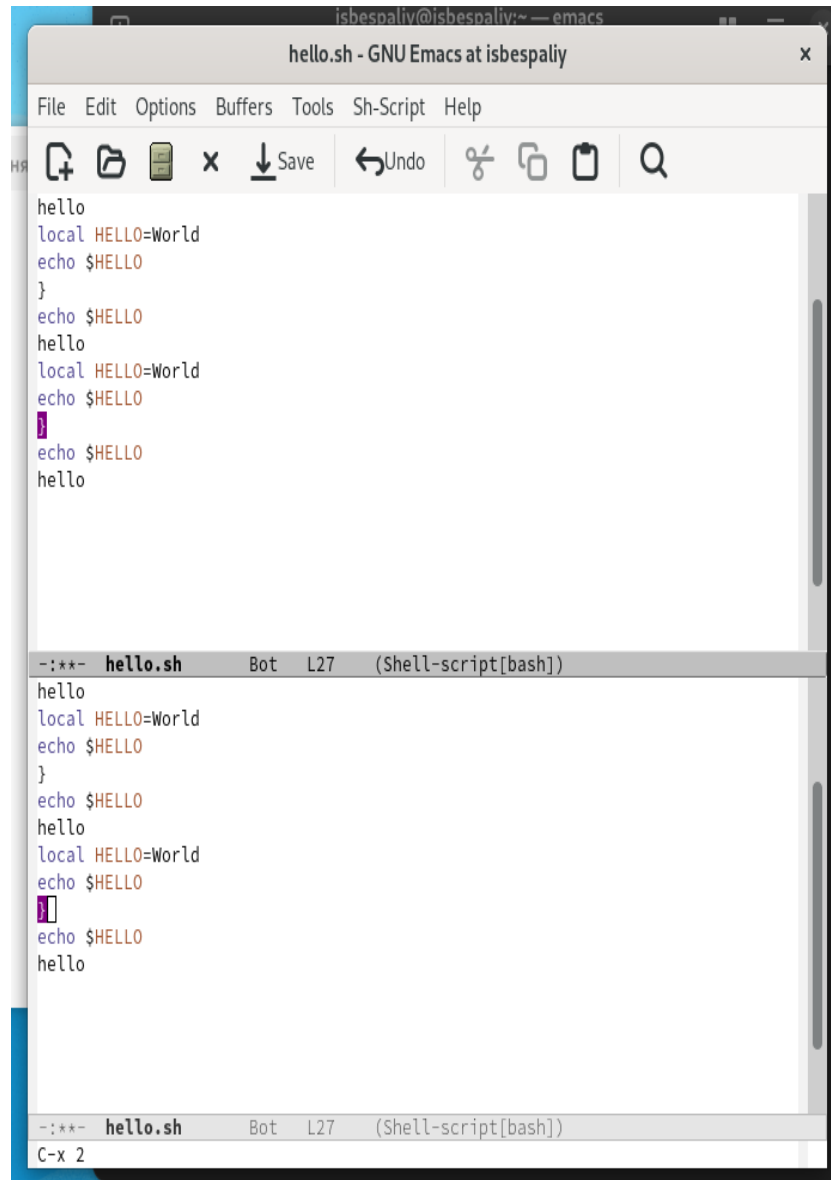 isbespaliy@isbespaliy:~ — emacs
hello.sh - GNU Emacs at isbespaliy
File Edit Options Buffers Tools Sh-Script Help
ня
Save Undo
hello
local HELLO=World
echo $HELLO
}
echo $HELLO
hello
local HELLO=World
echo $HELLO
}
echo $HELLO
hello
-:**- hello.sh Bot L27 (Shell-script[bash])
hello
local HELLO=World
echo $HELLO
}
echo $HELLO
hello
local HELLO=World
echo $HELLO
}
echo $HELLO
hello
-:**- hello.sh Bot L27 (Shell-script[bash])
C-x 2